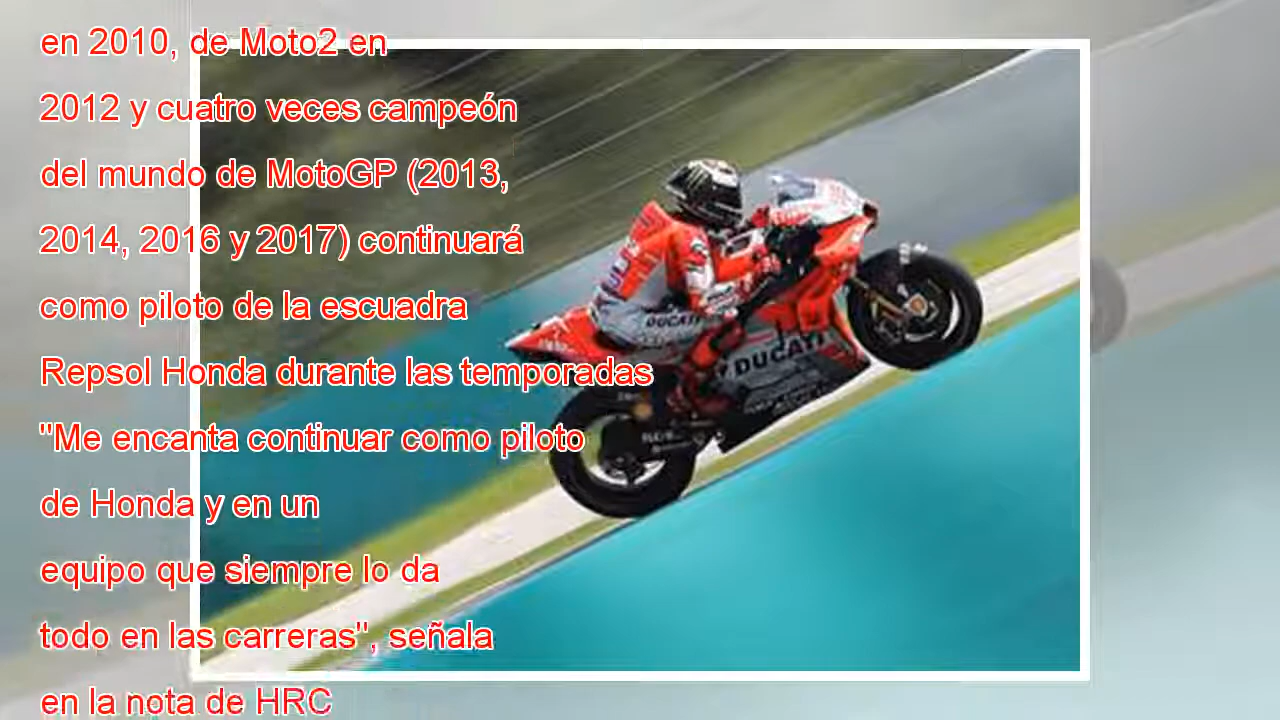 en 2010, de Moto2 en
2012 y cuatro veces campeón
del mundo de MotoGP (2013,
2014, 2016 y 2017) continuará
como piloto de la escuadra
Repsol Honda durante las temporadas
"Me encanta continuar como piloto
de Honda y en un
equipo que siempre lo da
todo en las carreras", señala
en la nota de HRC
DUCATI
DUCATI